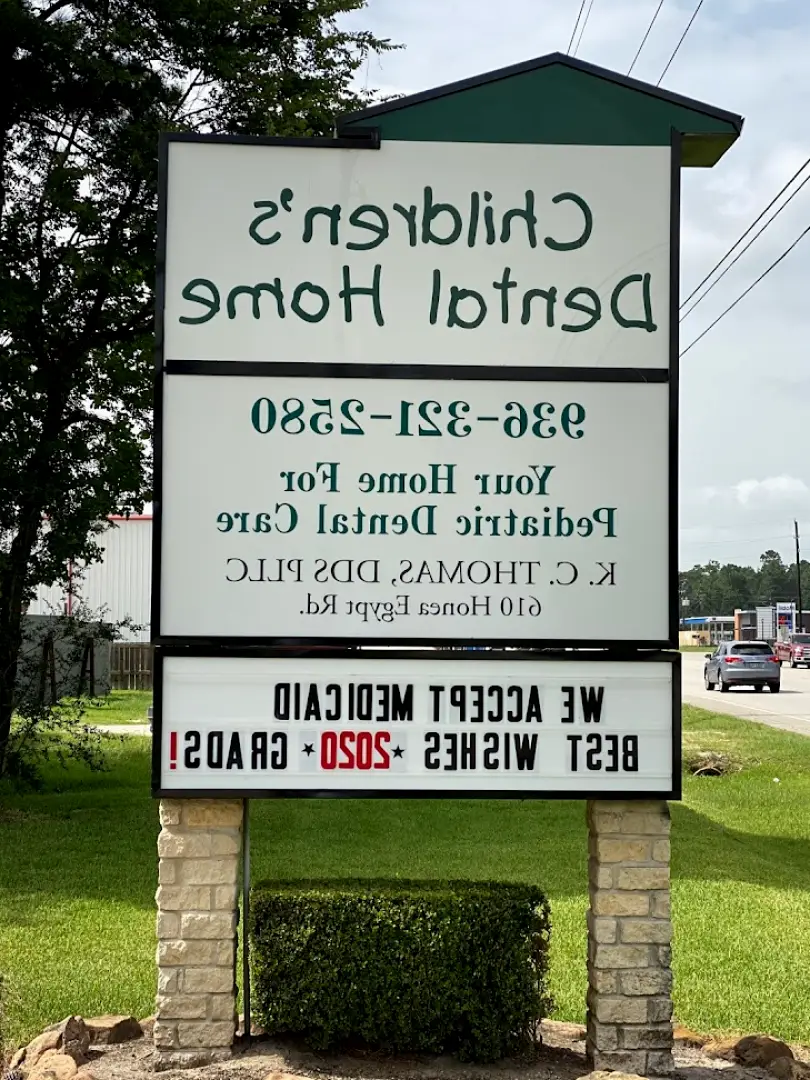 Children's
Dental Home
936-321-2580
Your Home For
Pediatric Dental Care
K. C. THOMAS, DDS PLLC
610 Honea Egypt Rd.
WE ACCEPT MEDICAID
BEST WISHES ★2020★ GRADS!